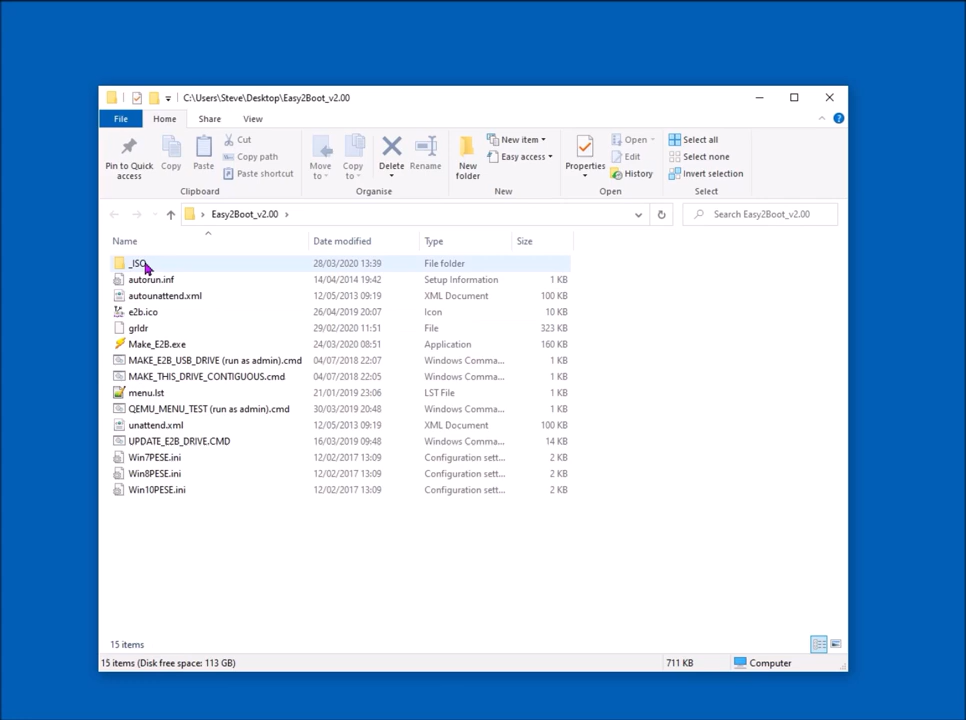 C:\Users\Steve\Desktop\Easy2Boot_v2.00
File Home Share View
Pin to Quick access
Copy
Paste
Cut
Copy path
Paste shortcut
Move to
Copy to
Delete
Rename
New folder
New item
Easy access
Properties
Open
Edit
History
Select all
Select none
Invert selection
Clipboard Organise New Open Select
Easy2Boot_v2.00
Search Easy2Boot_v2.00
Name Date modified Type Size
_ISO 28/03/2020 13:39 File folder
autorun.inf 14/04/2014 19:42 Setup Information 1 KB
autounattend.xml 12/05/2013 09:19 XML Document 100 KB
e2b.ico 26/04/2019 20:07 Icon 10 KB
grldr 29/02/2020 11:51 File 323 KB
Make_E2B.exe 24/03/2020 08:51 Application 160 KB
MAKE_E2B_USB_DRIVE (run as admin).cmd 04/07/2018 22:07 Windows Comma... 1 KB
MAKE_THIS_DRIVE_CONTIGUOUS.cmd 04/07/2018 22:05 Windows Comma... 1 KB
menu.lst 21/01/2019 23:06 LST File 1 KB
QEMU_MENU_TEST (run as admin).cmd 30/03/2019 20:48 Windows Comma... 1 KB
unattend.xml 12/05/2013 09:19 XML Document 100 KB
UPDATE_E2B_DRIVE.CMD 16/03/2019 09:48 Windows Comma... 14 KB
Win7PESE.ini 12/02/2017 13:09 Configuration sett... 2 KB
Win8PESE.ini 12/02/2017 13:09 Configuration sett... 2 KB
Win10PESE.ini 12/02/2017 13:09 Configuration sett... 2 KB
15 items
15 items (Disk free space: 113 GB) 711 KB Computer